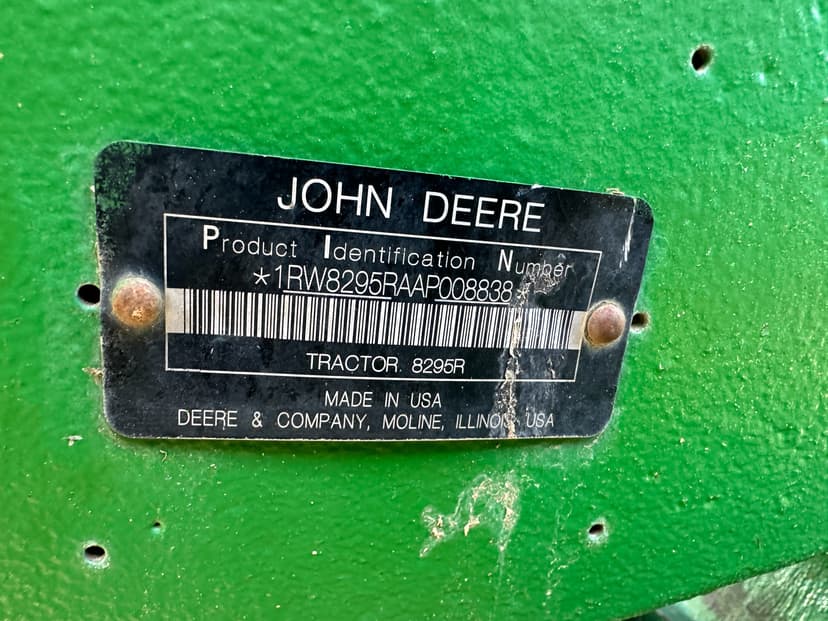 JOHN DEERE
Product Identification Number
*1RW8295RAAP008838*
TRACTOR 8295R
MADE IN USA
DEERE & COMPANY, MOLINE, ILLINOIS USA